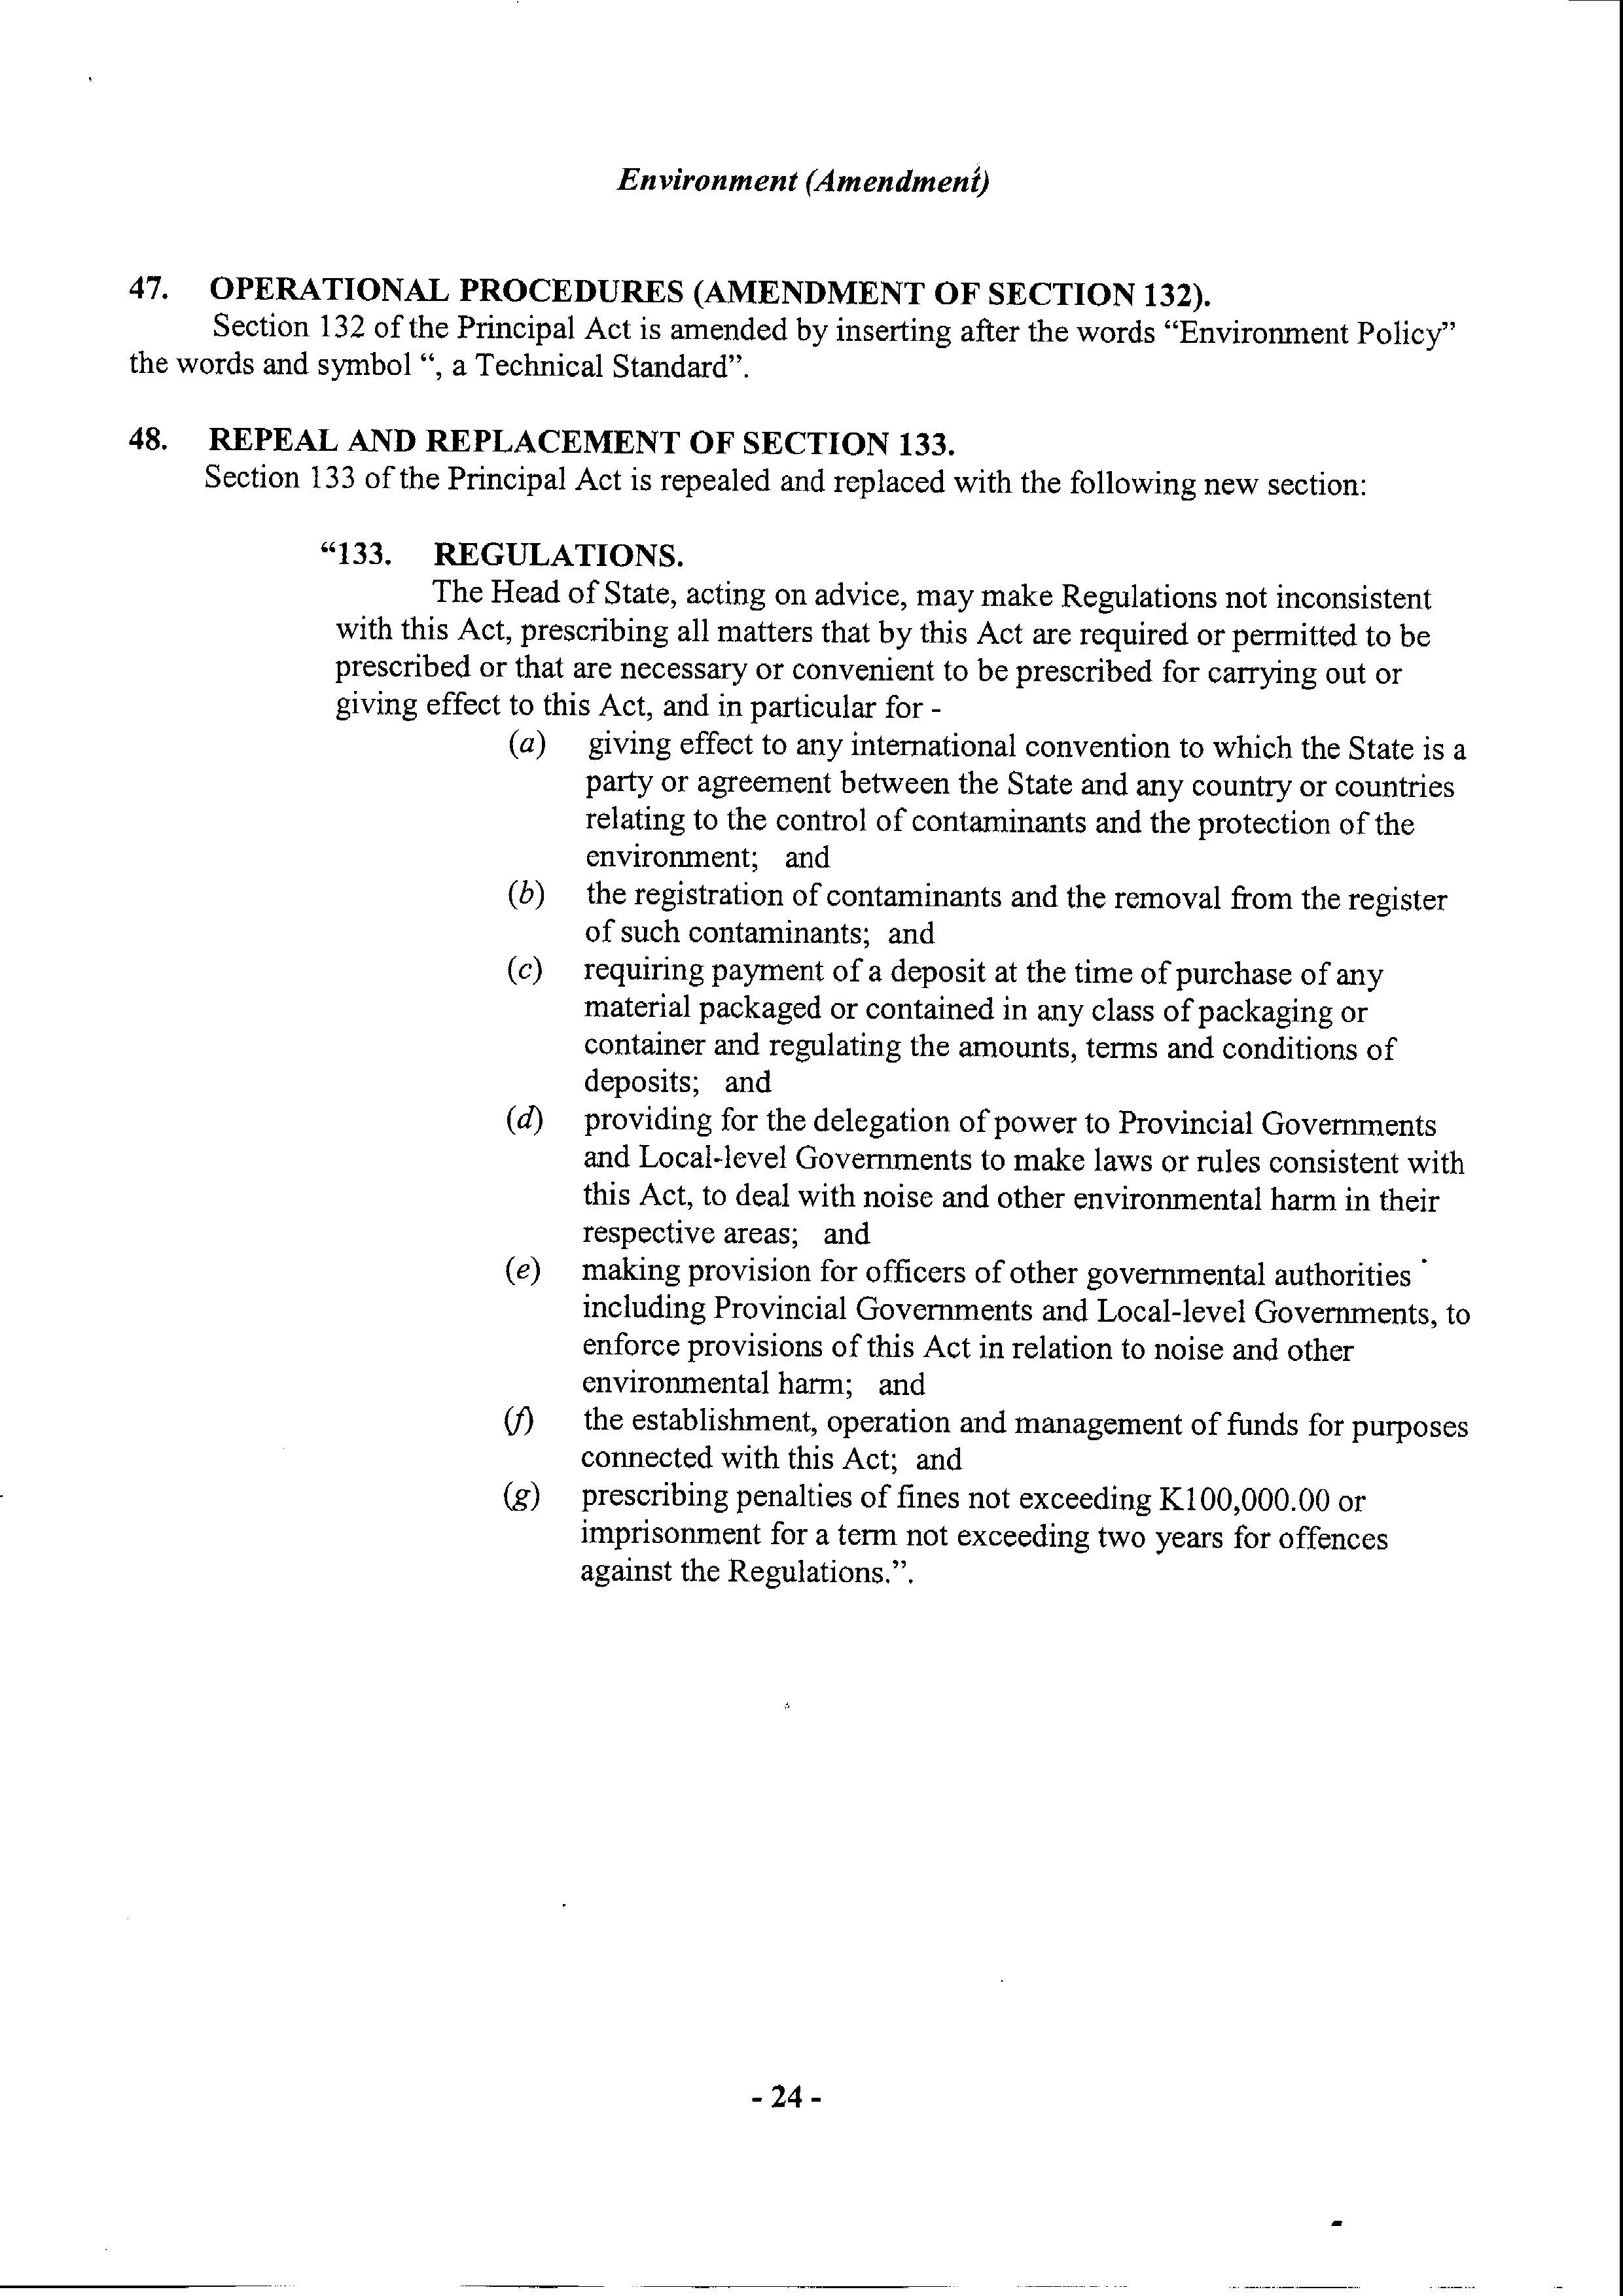 Environment (Amendment)
47. OPERATIONAL PROCEDURES (AMENDMENT OF SECTION 132).
Section 132 of the Principal Act is amended by inserting after the words “Environment Policy”
the words and symbol “, a Technical Standard”.
48. REPEAL AND REPLACEMENT OF SECTION 133.
Section 133 of the Principal Act is repealed and replaced with the following new section:
“133. REGULATIONS.
The Head of State, acting on advice, may make Regulations not inconsistent
with this Act, prescribing all matters that by this Act are required or permitted to be
prescribed or that are necessary or convenient to be prescribed for carrying out or
giving effect to this Act, and in particular for -
(a) giving effect to any international convention to which the State is a
party or agreement between the State and any country or countries
relating to the control of contaminants and the protection of the
environment; and
(b) the registration of contaminants and the removal from the register
of such contaminants; and
(c) requiring payment of a deposit at the time of purchase of any
material packaged or contained in any class of packaging or
container and regulating the amounts, terms and conditions of
deposits; and
(d) providing for the delegation of power to Provincial Governments
and Local-level Governments to make laws or rules consistent with
this Act, to deal with noise and other environmental harm in their
respective areas; and
(e) making provision for officers of other governmental authorities
including Provincial Governments and Local-level Governments, to
enforce provisions of this Act in relation to noise and other
environmental harm; and
(f) the establishment, operation and management of funds for purposes
connected with this Act; and
(g) prescribing penalties of fines not exceeding K100,000.00 or
imprisonment for a term not exceeding two years for offences
against the Regulations.”.
- 24 -